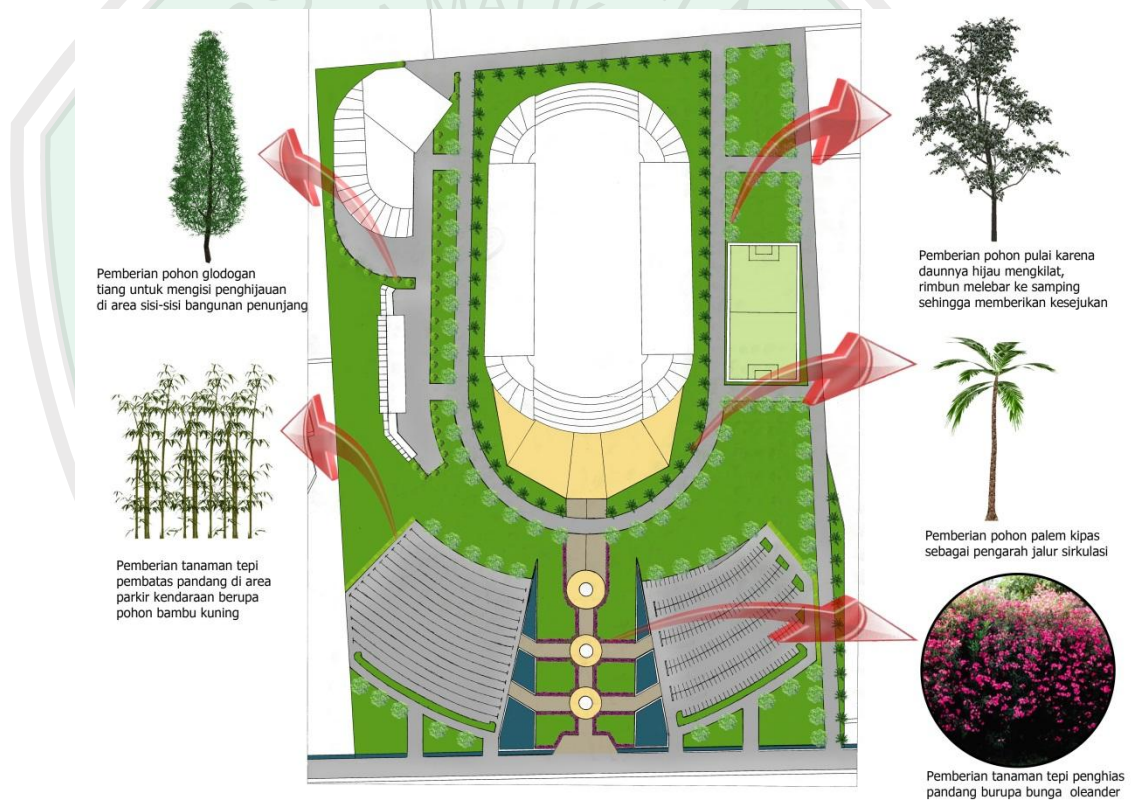 MALIK
Pemberian pohon glodogan
tiang untuk mengisi penghijauan
di area sisi-sisi bangunan penunjang
Pemberian tanaman tepi
pembatas pandang di area
parkir kendaraan berupa
pohon bambu kuning
Pemberian pohon pulai karena
daunnya hijau mengkilat,
rimbun melebar ke samping
sehingga memberikan kesejukan
Pemberian pohon palem kipas
sebagai pengarah jalur sirkulasi
Pemberian tanaman tepi penghias
pandang burupa bunga oleander